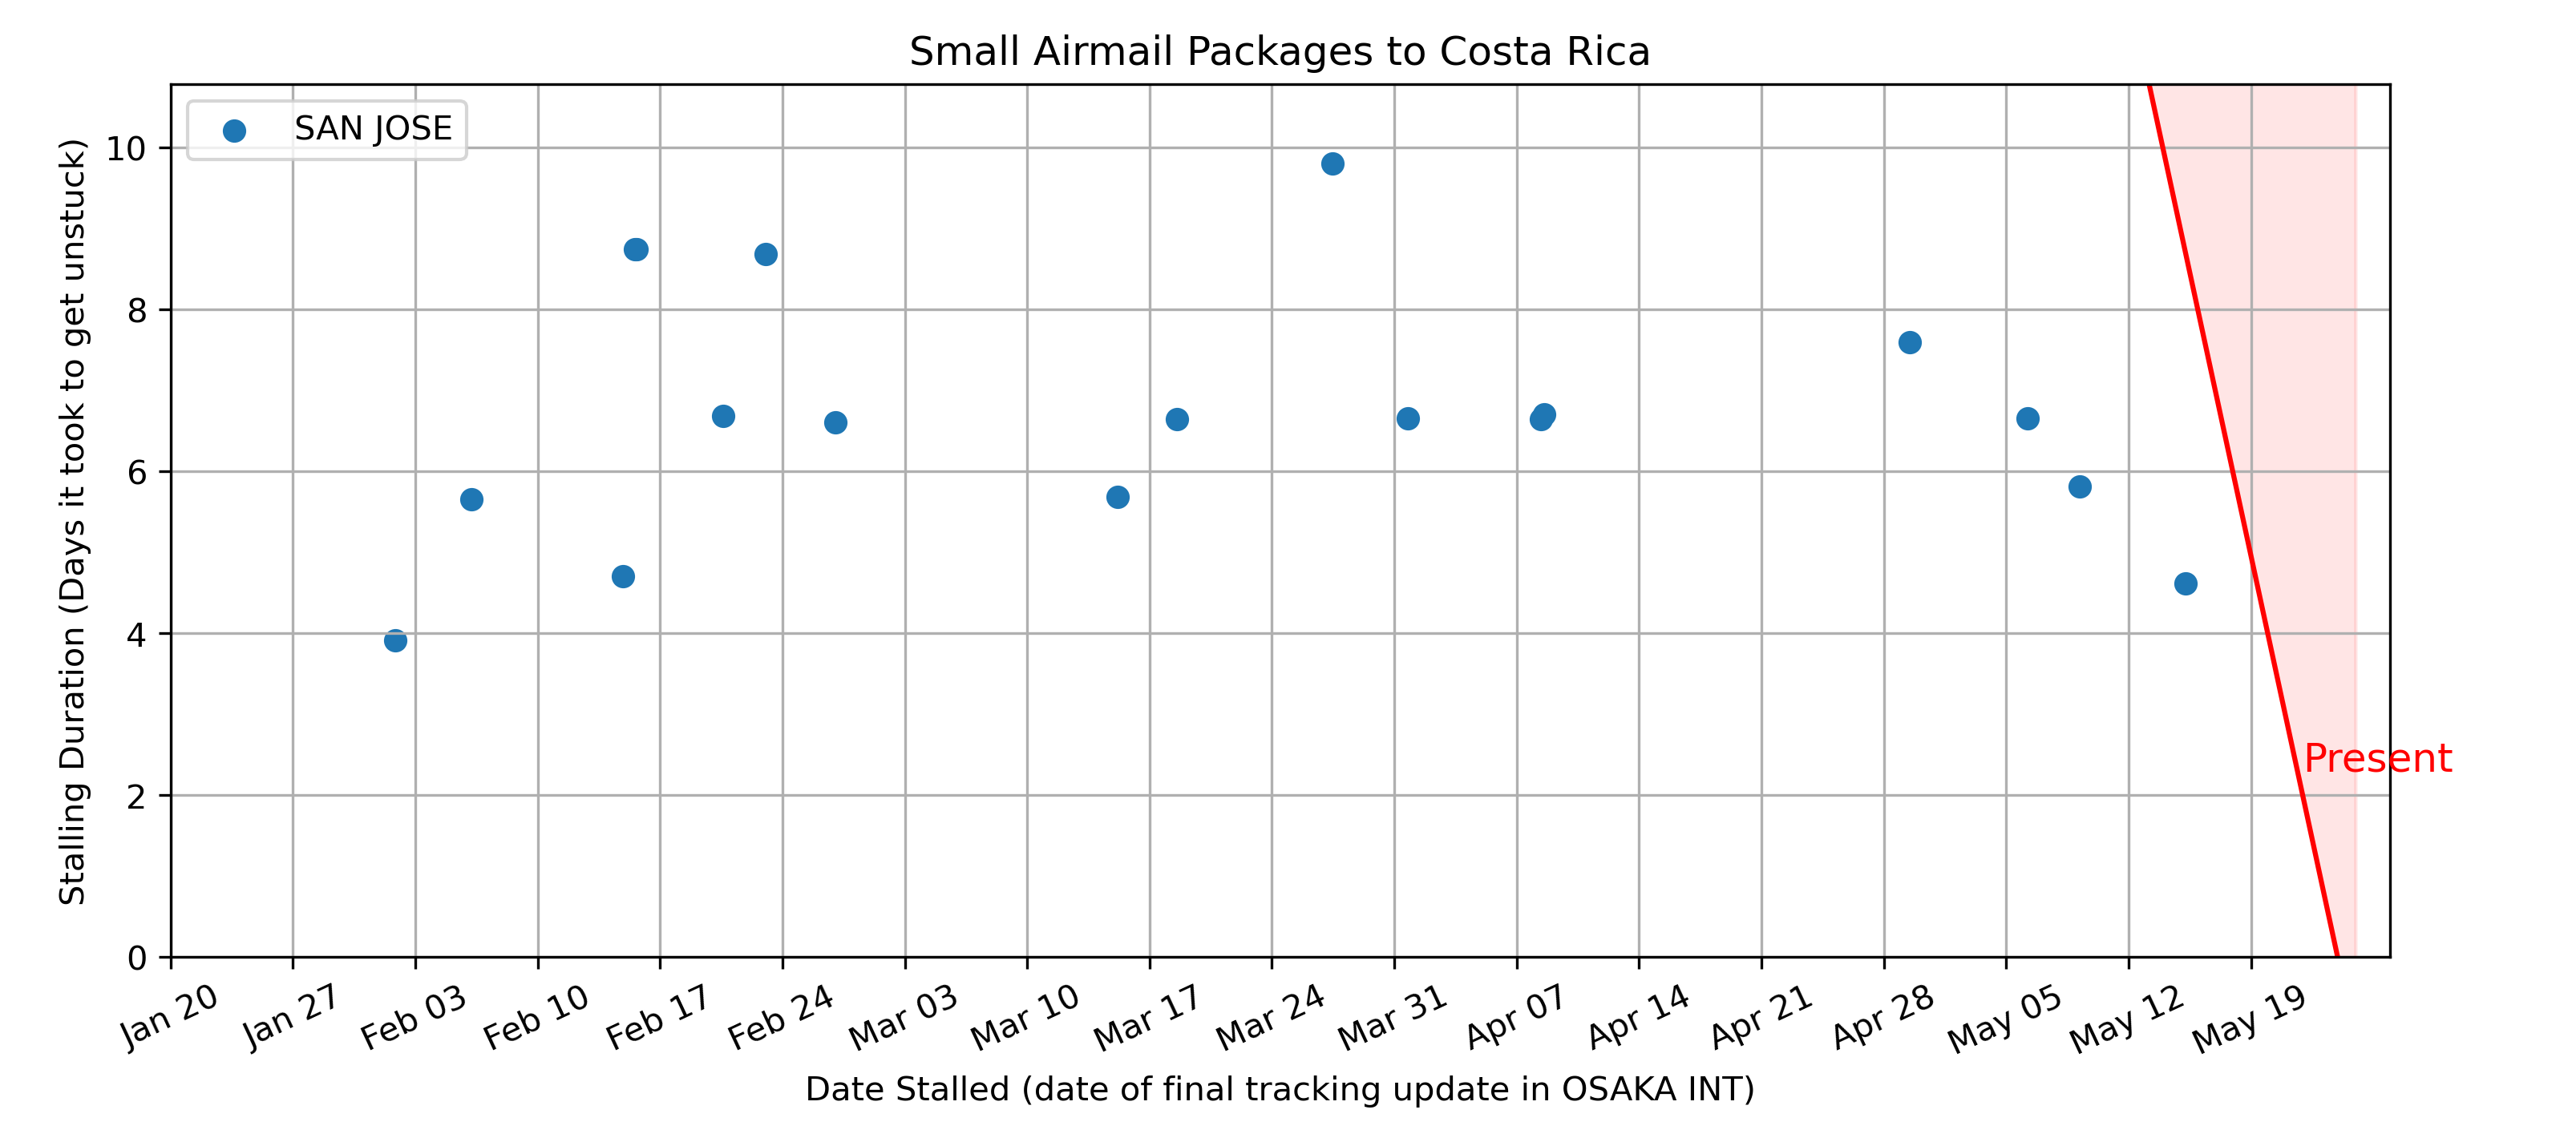 Small Airmail Packages to Costa Rica
SAN JOSE
Stalling Duration (Days it took to get unstuck)
10
8
6
4
2
0
Present
Jan 20 Jan 27 Feb 03 Feb 10 Feb 17 Feb 24 Mar 03 Mar 10 Mar 17 Mar 24 Mar 31 Apr 07 Apr 14 Apr 21 Apr 28 May 05 May 12 May 19
Date Stalled (date of final tracking update in OSAKA INT)